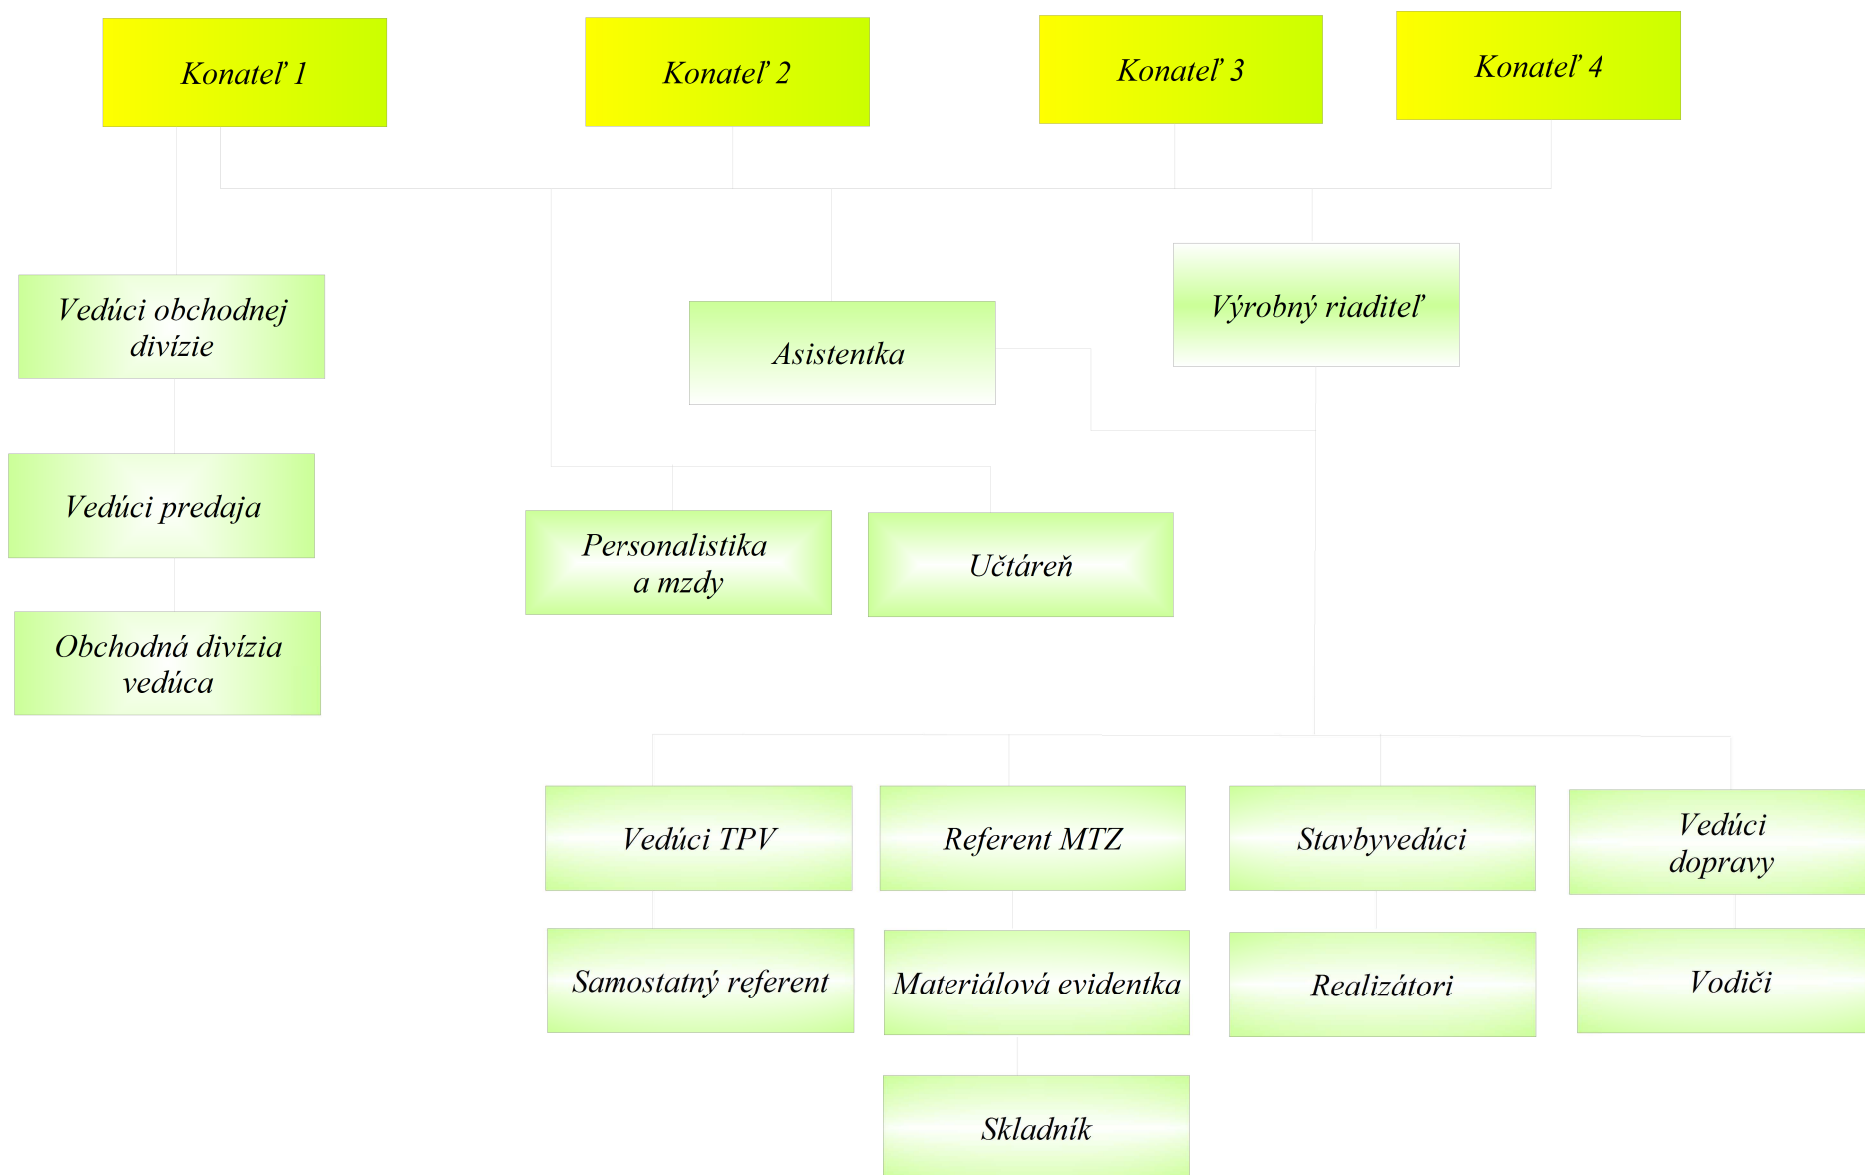 Konateľ 1
Konateľ 2
Konateľ 3
Konateľ 4
Vedúci obchodnej
divízie
Asistentka
Výrobný riaditeľ
Vedúci predaja
Personalistika
a mzdy
Učtáreň
Obchodná divízia
vedúca
Vedúci TPV
Referent MTZ
Stavbyvedúci
Vedúci
dopravy
Samostatný referent
Materiálová evidentka
Realizátori
Vodiči
Skladník